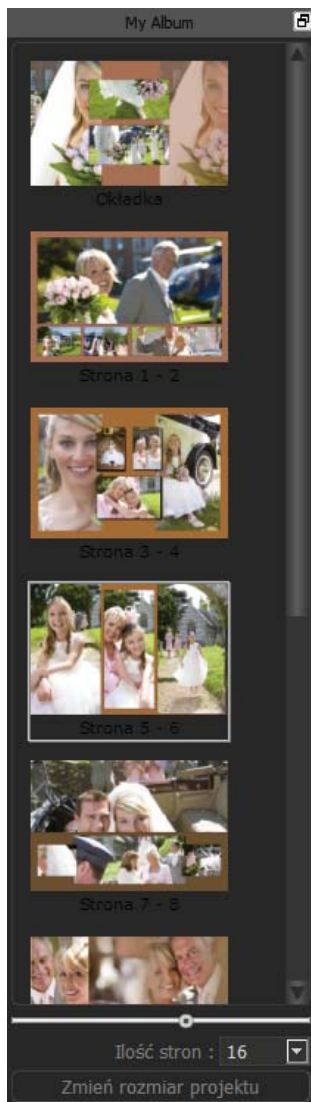 My Album
Okładka
Strona 1 - 2
Strona 3 - 4
Strona 5 - 6
Strona 7 - 8
Ilość stron : 16
Zmień rozmiar projektu